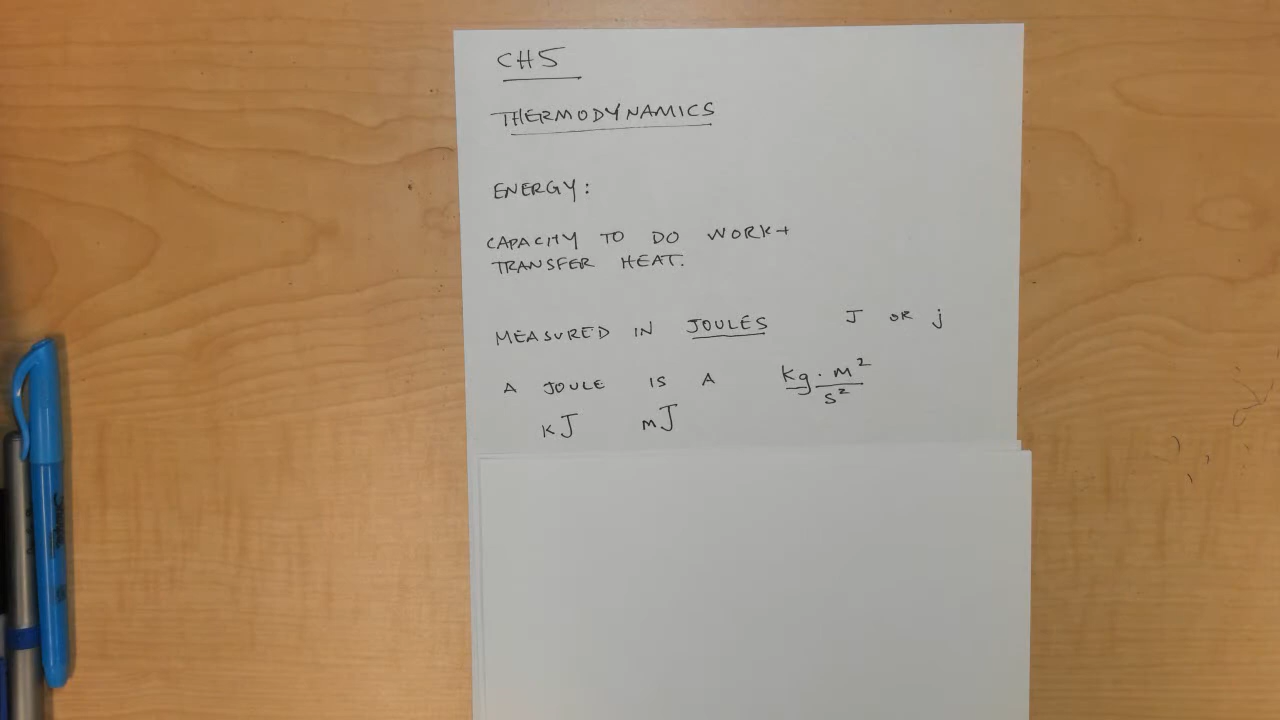 CH5
THERMODYNAMICS
ENERGY:
CAPACITY TO DO WORK +
TRANSFER HEAT.
MEASURED IN JOULES J OR j
A JOULE IS A kg · m²/s²
kJ mJ